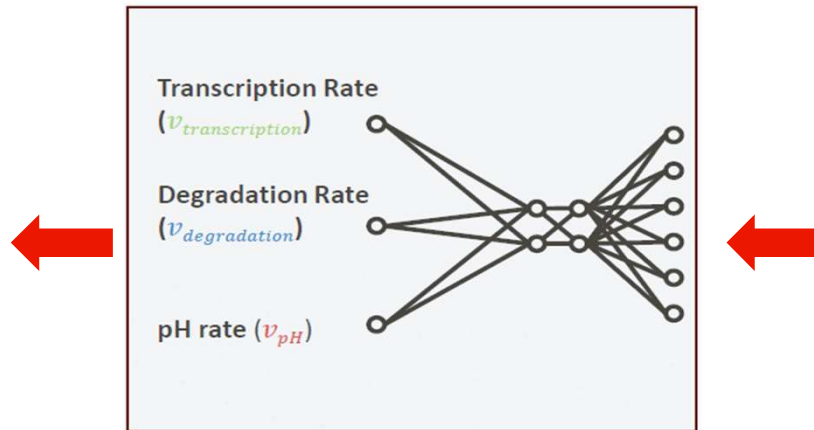 Transcription Rate
(v_transcription)
Degradation Rate
(v_degradation)
pH rate (v_pH)